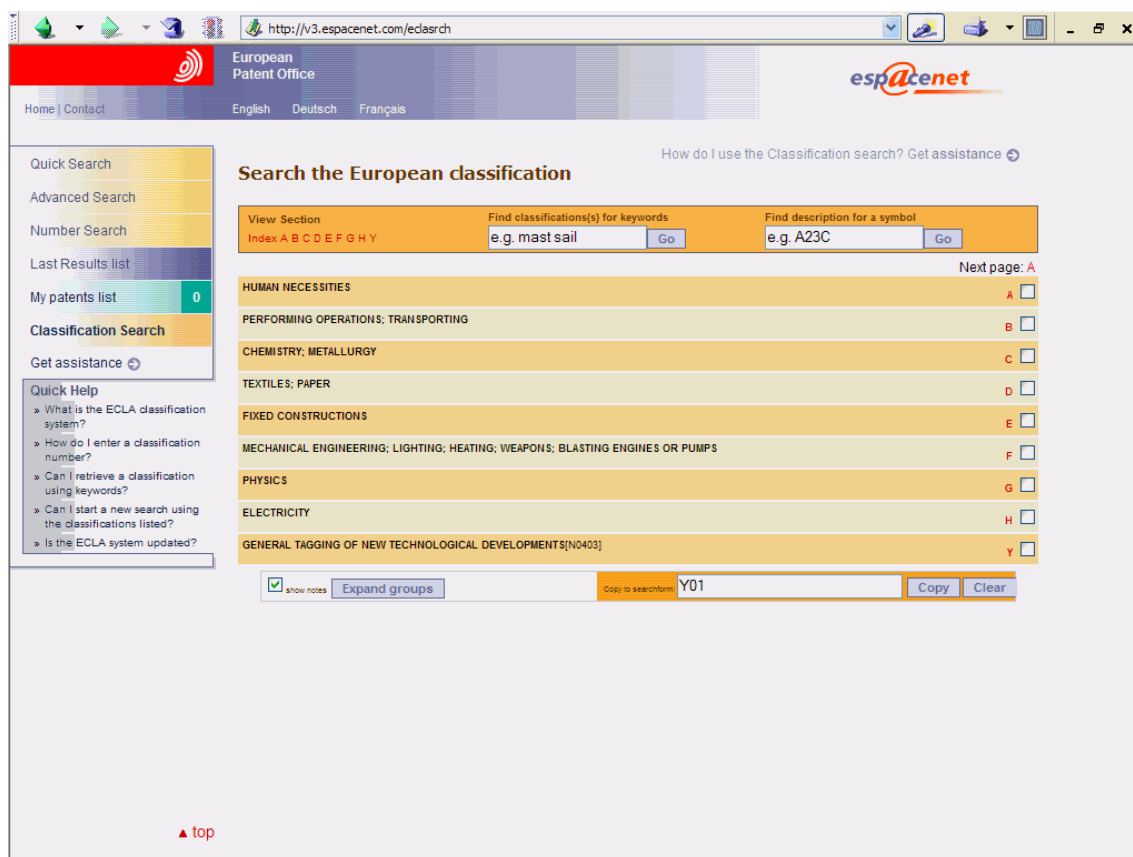 http://v3.espacenet.com/eclasrch
European
Patent Office
espacenet
Home | Contact
English Deutsch Français
Quick Search
Advanced Search
Number Search
Last Results list
My patents list 0
Classification Search
Get assistance
Quick Help
» What is the ECLA classification
system?
» How do I enter a classification
number?
» Can I retrieve a classification
using keywords?
» Can I start a new search using
the classifications listed?
» Is the ECLA system updated?
How do I use the Classification search? Get assistance
Search the European classification
View Section
Index A B C D E F G H Y
Find classifications(s) for keywords
e.g. mast sail Go
Find description for a symbol
e.g. A23C Go
Next page: A
HUMAN NECESSITIES A
PERFORMING OPERATIONS; TRANSPORTING B
CHEMISTRY; METALLURGY C
TEXTILES; PAPER D
FIXED CONSTRUCTIONS E
MECHANICAL ENGINEERING; LIGHTING; HEATING; WEAPONS; BLASTING ENGINES OR PUMPS F
PHYSICS G
ELECTRICITY H
GENERAL TAGGING OF NEW TECHNOLOGICAL DEVELOPMENTS[N0403] Y
show notes Expand groups Copy to searchform: Y01 Copy Clear
top